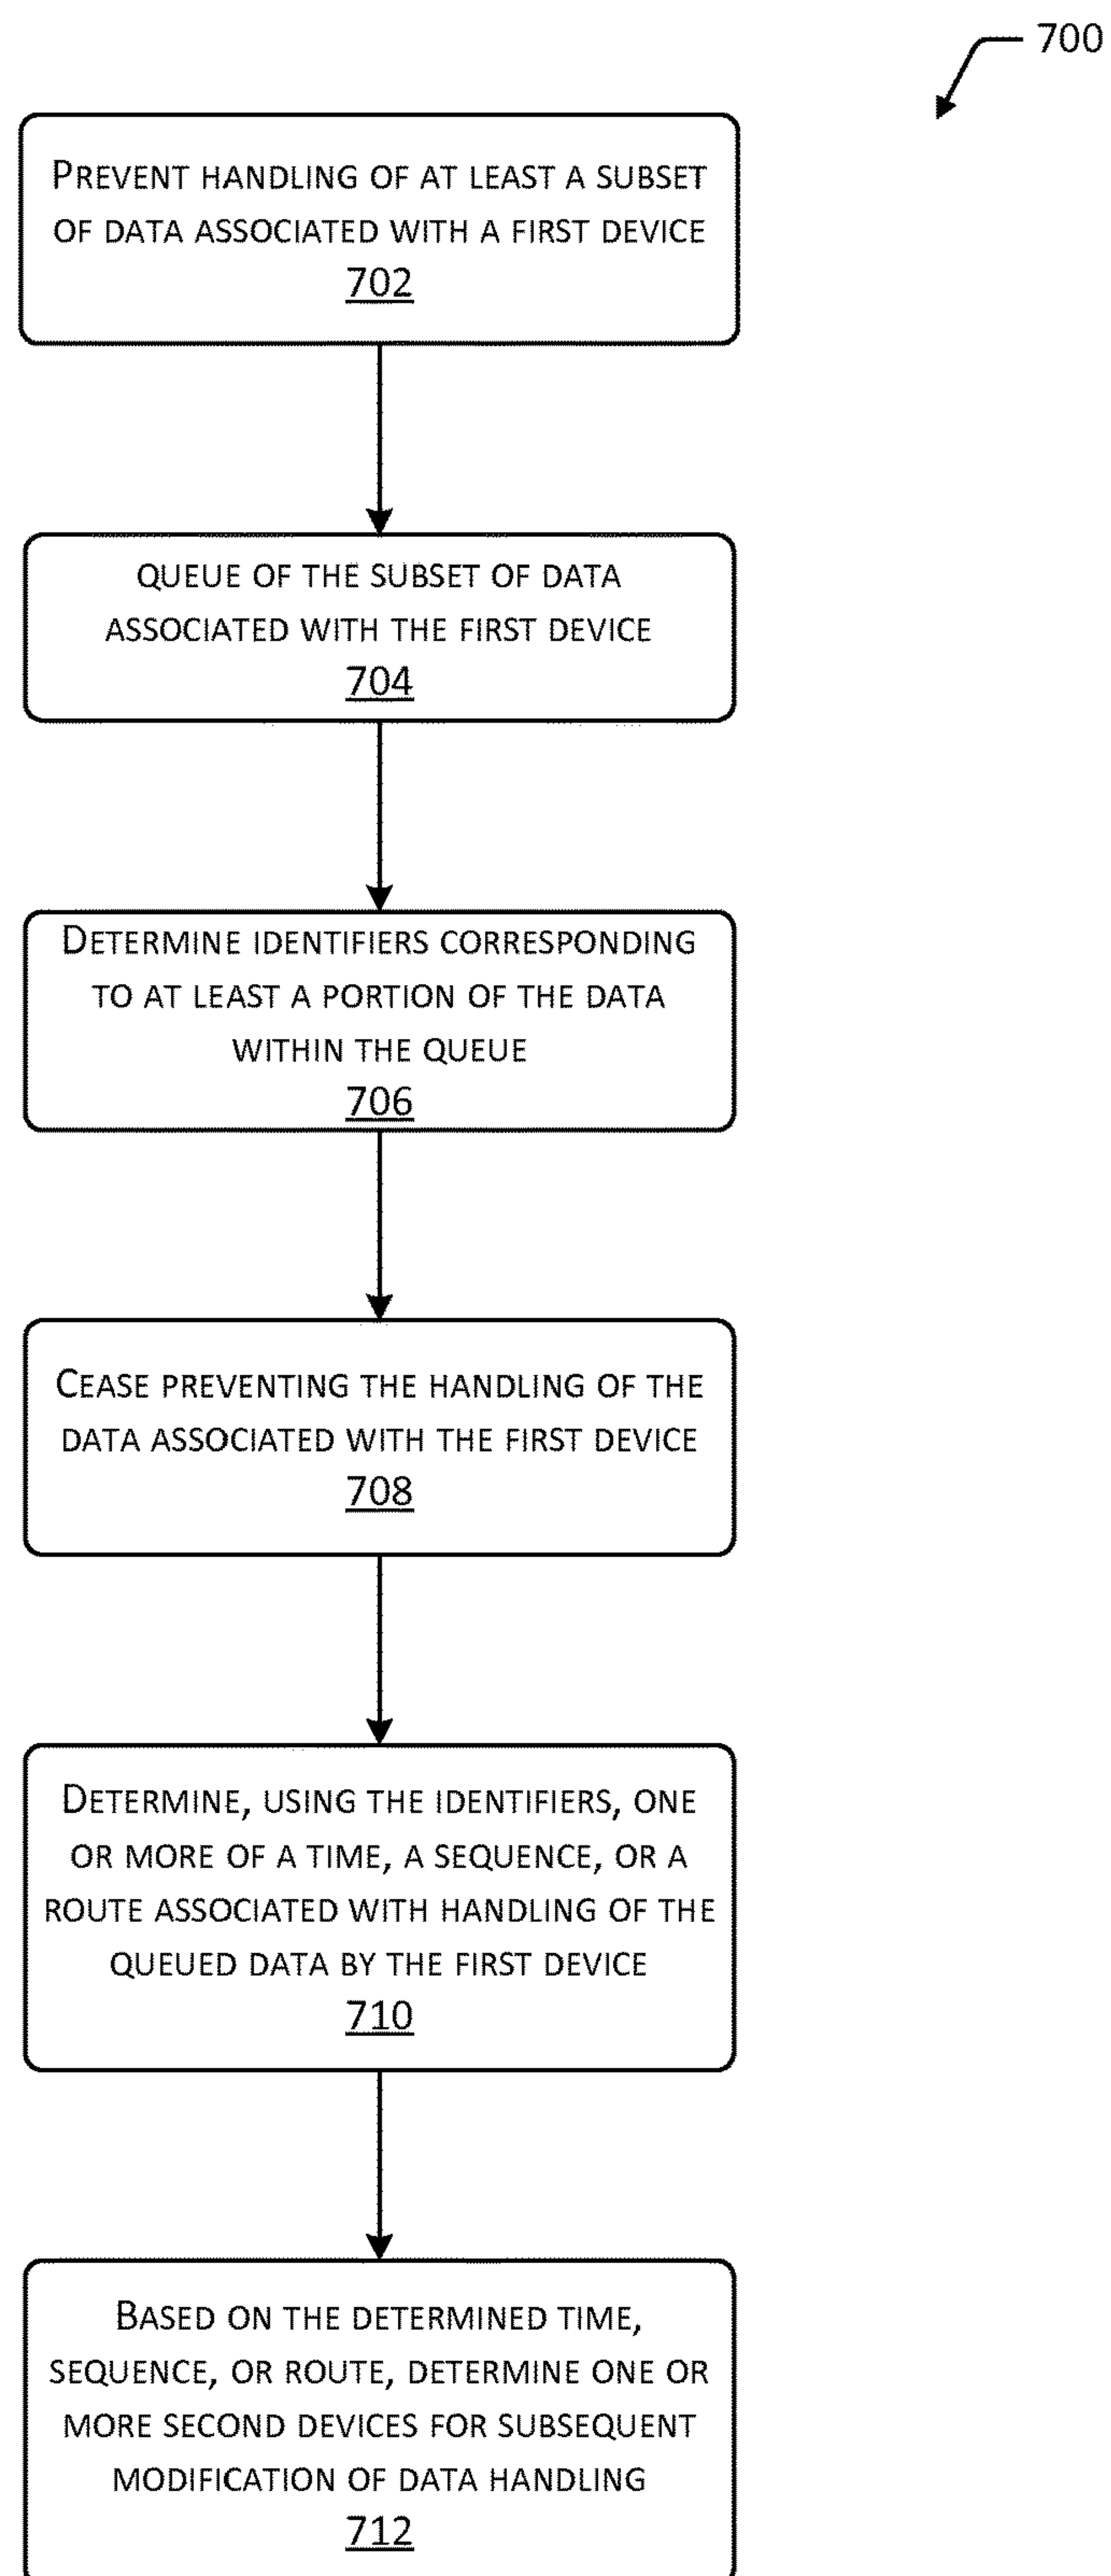 700
PREVENT HANDLING OF AT LEAST A SUBSET
OF DATA ASSOCIATED WITH A FIRST DEVICE
702
QUEUE OF THE SUBSET OF DATA
ASSOCIATED WITH THE FIRST DEVICE
704
DETERMINE IDENTIFIERS CORRESPONDING
TO AT LEAST A PORTION OF THE DATA
WITHIN THE QUEUE
706
CEASE PREVENTING THE HANDLING OF THE
DATA ASSOCIATED WITH THE FIRST DEVICE
708
DETERMINE, USING THE IDENTIFIERS, ONE
OR MORE OF A TIME, A SEQUENCE, OR A
ROUTE ASSOCIATED WITH HANDLING OF THE
QUEUED DATA BY THE FIRST DEVICE
710
BASED ON THE DETERMINED TIME,
SEQUENCE, OR ROUTE, DETERMINE ONE OR
MORE SECOND DEVICES FOR SUBSEQUENT
MODIFICATION OF DATA HANDLING
712